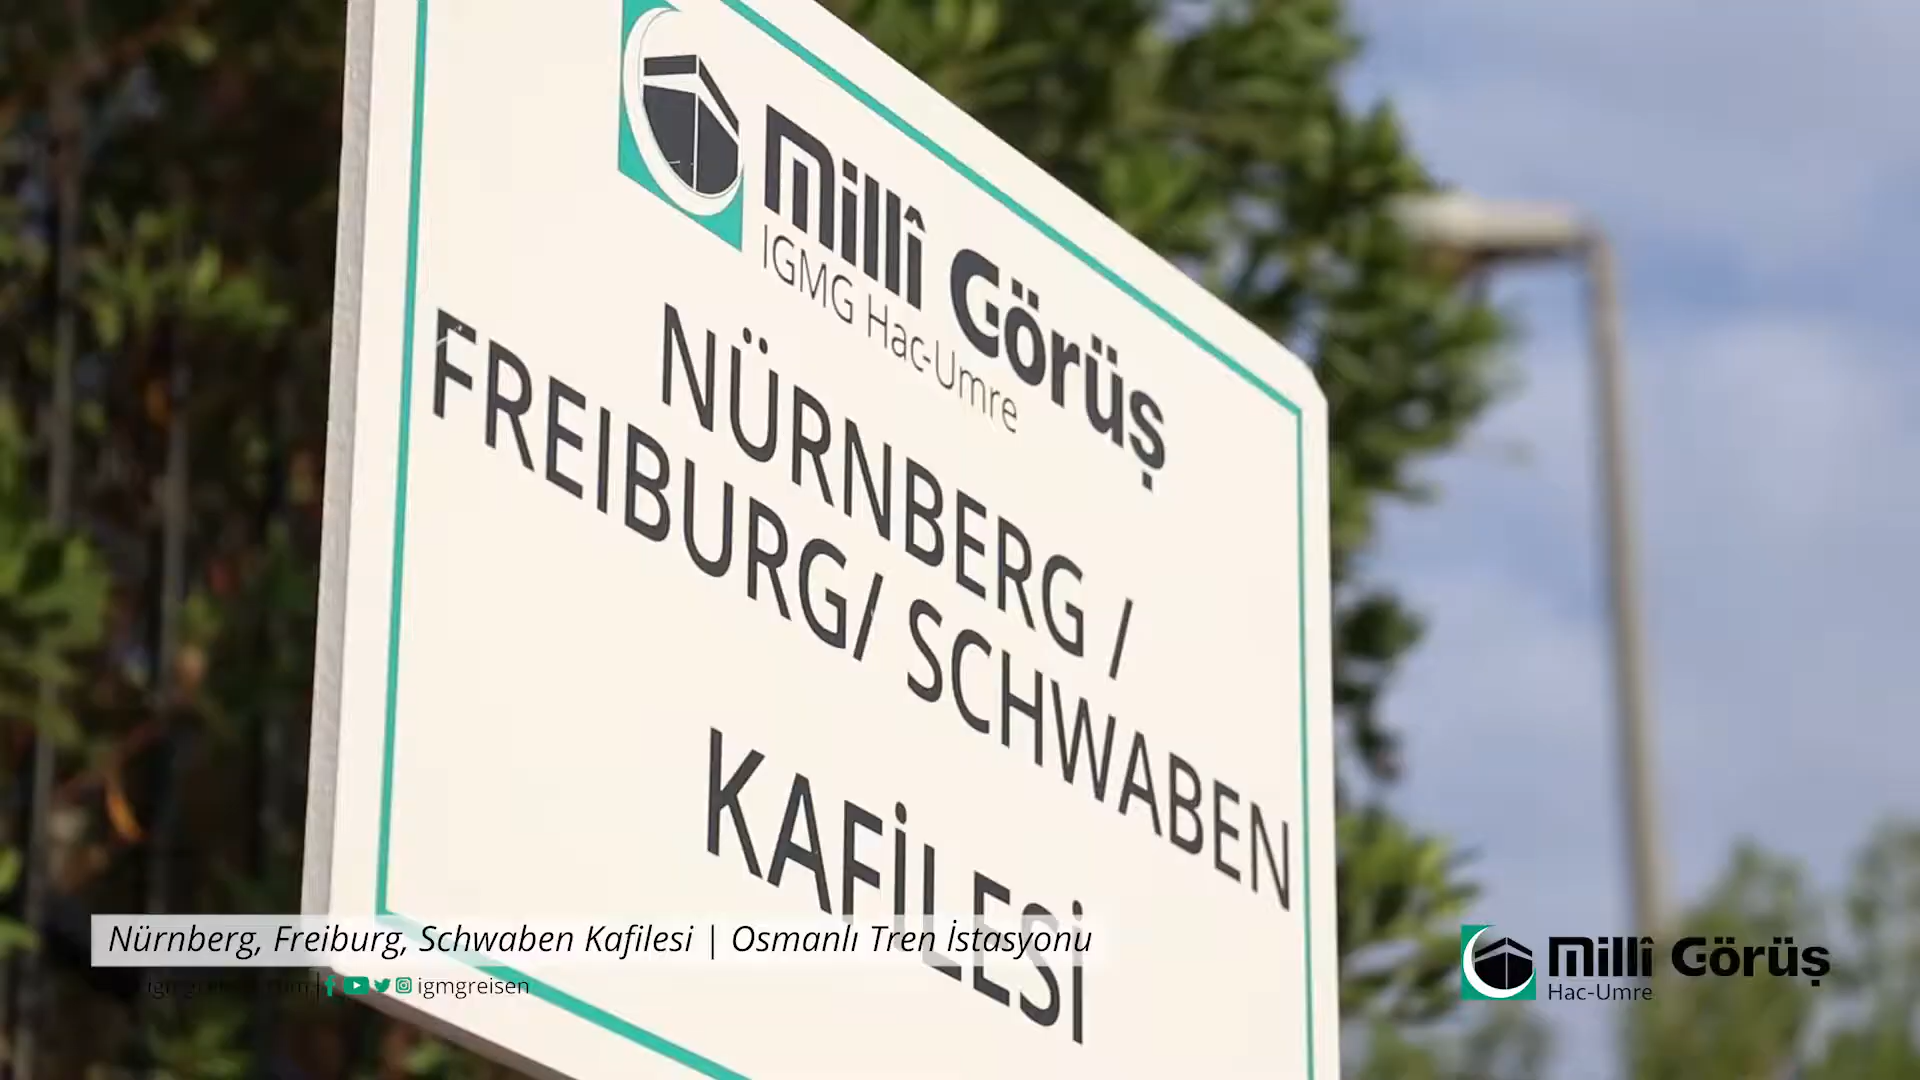 Millî Görüş
IGMG Hac-Umre
NÜRNBERG /
FREIBURG/ SCHWABEN
KAFİLESİ
Nürnberg, Freiburg, Schwaben Kafilesi | Osmanlı Tren İstasyonu
igmgreisen
Millî Görüş
Hac-Umre